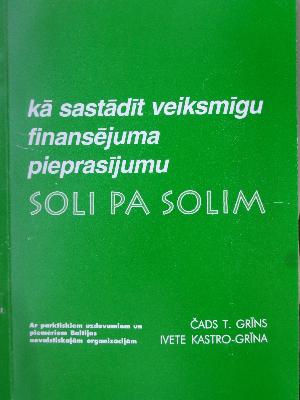 kā sastādīt veiksmīgu
finansējuma
pieprasījumu
SOLI PA SOLIM
Ar parktiskiem uzdevumiem un
piemēriem Baltijas
nevalstiskajām organizācijām
ČADS T. GRĪNS
IVETE KASTRO-GRĪNA